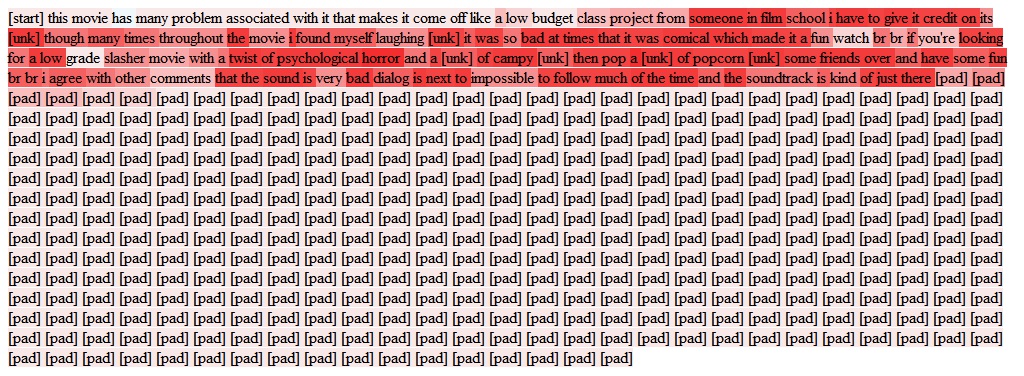 [start] this movie has many problem associated with it that makes it come off like a low budget class project from someone in film school i have to give it credit on its
[unk] though many times throughout the movie i found myself laughing [unk] it was so bad at times that it was comical which made it a fun watch br br if you're looking
for a low grade slasher movie with a twist of psychological horror and a [unk] of campy [unk] then pop a [unk] of popcorn [unk] some friends over and have some fun
br br i agree with other comments that the sound is very bad dialog is next to impossible to follow much of the time and the soundtrack is kind of just there [pad] [pad]
[pad] [pad] [pad] [pad] [pad] [pad] [pad] [pad] [pad] [pad] [pad] [pad] [pad] [pad] [pad] [pad] [pad] [pad] [pad] [pad] [pad] [pad] [pad] [pad] [pad] [pad] [pad]
[pad] [pad] [pad] [pad] [pad] [pad] [pad] [pad] [pad] [pad] [pad] [pad] [pad] [pad] [pad] [pad] [pad] [pad] [pad] [pad] [pad] [pad] [pad] [pad] [pad] [pad] [pad]
[pad] [pad] [pad] [pad] [pad] [pad] [pad] [pad] [pad] [pad] [pad] [pad] [pad] [pad] [pad] [pad] [pad] [pad] [pad] [pad] [pad] [pad] [pad] [pad] [pad] [pad] [pad]
[pad] [pad] [pad] [pad] [pad] [pad] [pad] [pad] [pad] [pad] [pad] [pad] [pad] [pad] [pad] [pad] [pad] [pad] [pad] [pad] [pad] [pad] [pad] [pad] [pad] [pad] [pad]
[pad] [pad] [pad] [pad] [pad] [pad] [pad] [pad] [pad] [pad] [pad] [pad] [pad] [pad] [pad] [pad] [pad] [pad] [pad] [pad] [pad] [pad] [pad] [pad] [pad] [pad] [pad]
[pad] [pad] [pad] [pad] [pad] [pad] [pad] [pad] [pad] [pad] [pad] [pad] [pad] [pad] [pad] [pad] [pad] [pad] [pad] [pad] [pad] [pad] [pad] [pad] [pad] [pad] [pad]
[pad] [pad] [pad] [pad] [pad] [pad] [pad] [pad] [pad] [pad] [pad] [pad] [pad] [pad] [pad] [pad] [pad] [pad] [pad] [pad] [pad] [pad] [pad] [pad] [pad] [pad] [pad]
[pad] [pad] [pad] [pad] [pad] [pad] [pad] [pad] [pad] [pad] [pad] [pad] [pad] [pad] [pad] [pad] [pad] [pad] [pad] [pad] [pad] [pad] [pad] [pad] [pad] [pad] [pad]
[pad] [pad] [pad] [pad] [pad] [pad] [pad] [pad] [pad] [pad] [pad] [pad] [pad] [pad] [pad] [pad] [pad] [pad] [pad] [pad] [pad] [pad] [pad] [pad] [pad] [pad] [pad]
[pad] [pad] [pad] [pad] [pad] [pad] [pad] [pad] [pad] [pad] [pad] [pad] [pad] [pad] [pad] [pad] [pad] [pad] [pad] [pad] [pad] [pad] [pad] [pad] [pad] [pad] [pad]
[pad] [pad] [pad] [pad] [pad] [pad] [pad] [pad] [pad] [pad] [pad] [pad] [pad] [pad] [pad] [pad] [pad] [pad] [pad] [pad] [pad] [pad] [pad] [pad] [pad] [pad] [pad]
[pad] [pad] [pad] [pad] [pad] [pad] [pad] [pad] [pad] [pad] [pad] [pad] [pad] [pad] [pad] [pad] [pad] [pad] [pad] [pad] [pad] [pad] [pad] [pad] [pad] [pad] [pad]
[pad] [pad] [pad] [pad] [pad] [pad] [pad] [pad] [pad] [pad] [pad] [pad] [pad] [pad] [pad] [pad] [pad] [pad] [pad] [pad] [pad] [pad] [pad] [pad] [pad] [pad] [pad]
[pad] [pad] [pad] [pad] [pad] [pad] [pad] [pad] [pad] [pad] [pad] [pad] [pad] [pad] [pad] [pad] [pad]